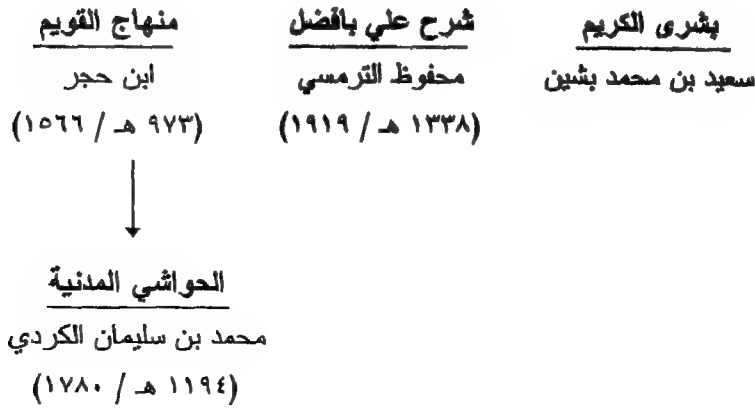 بشرى الكريم
سعيد بن محمد بشين
شرح علي بافضل
محفوظ الترمسي
(١٣٣٨ هـ / ١٩١٩)
منهاج القويم
ابن حجر
(٩٧٣ هـ / ١٥٦٦)
الحواشي المدنية
محمد بن سليمان الكردي
(١١٩٤ هـ / ١٧٨٠)